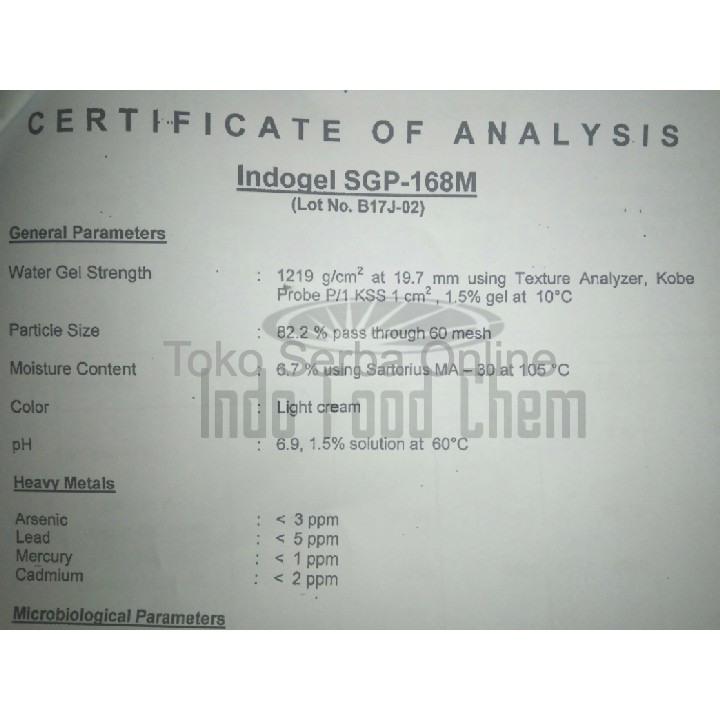 CERTIFICATE OF ANALYSIS
Indogel SGP-168M
(Lot No. B17J-02)
General Parameters
Water Gel Strength : 1219 g/cm² at 19.7 mm using Texture Analyzer, Kobe
Probe P/1 KSS 1 cm², 1.5% gel at 10°C
Particle Size : 82.2 % pass through 60 mesh
Toko Serba Online
Moisture Content : 6.7 % using Sartorius MA – 30 at 105 °C
Indo Food Chem
Color : Light cream
pH : 6.9, 1.5% solution at 60°C
Heavy Metals
Arsenic : < 3 ppm
Lead : < 5 ppm
Mercury : < 1 ppm
Cadmium : < 2 ppm
Microbiological Parameters